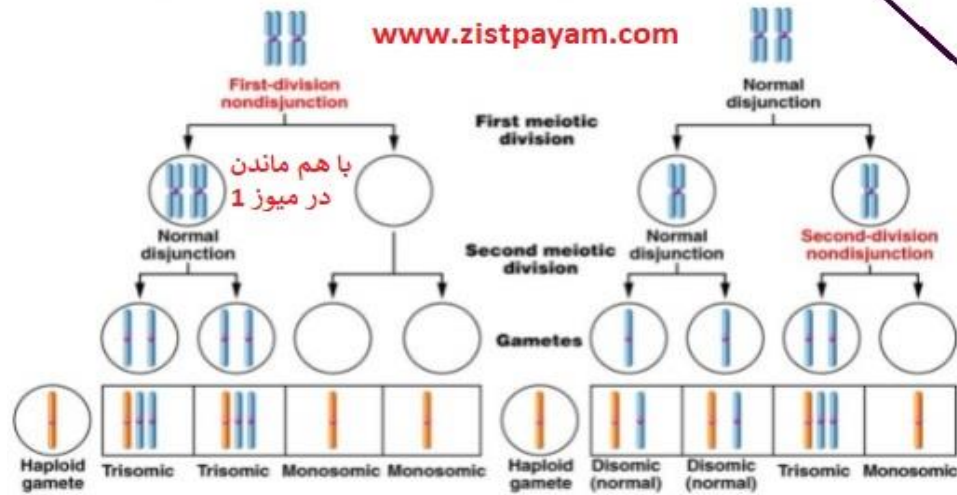 www.zistpayam.com
First-division
nondisjunction
Normal
disjunction
First meiotic
division
با هم ماندن
در میوز 1
Normal
disjunction
Second meiotic
division
Normal
disjunction
Second-division
nondisjunction
Gametes
Haploid
gamete
Trisomic
Trisomic
Monosomic
Monosomic
Haploid
gamete
Disomic
(normal)
Disomic
(normal)
Trisomic
Monosomic